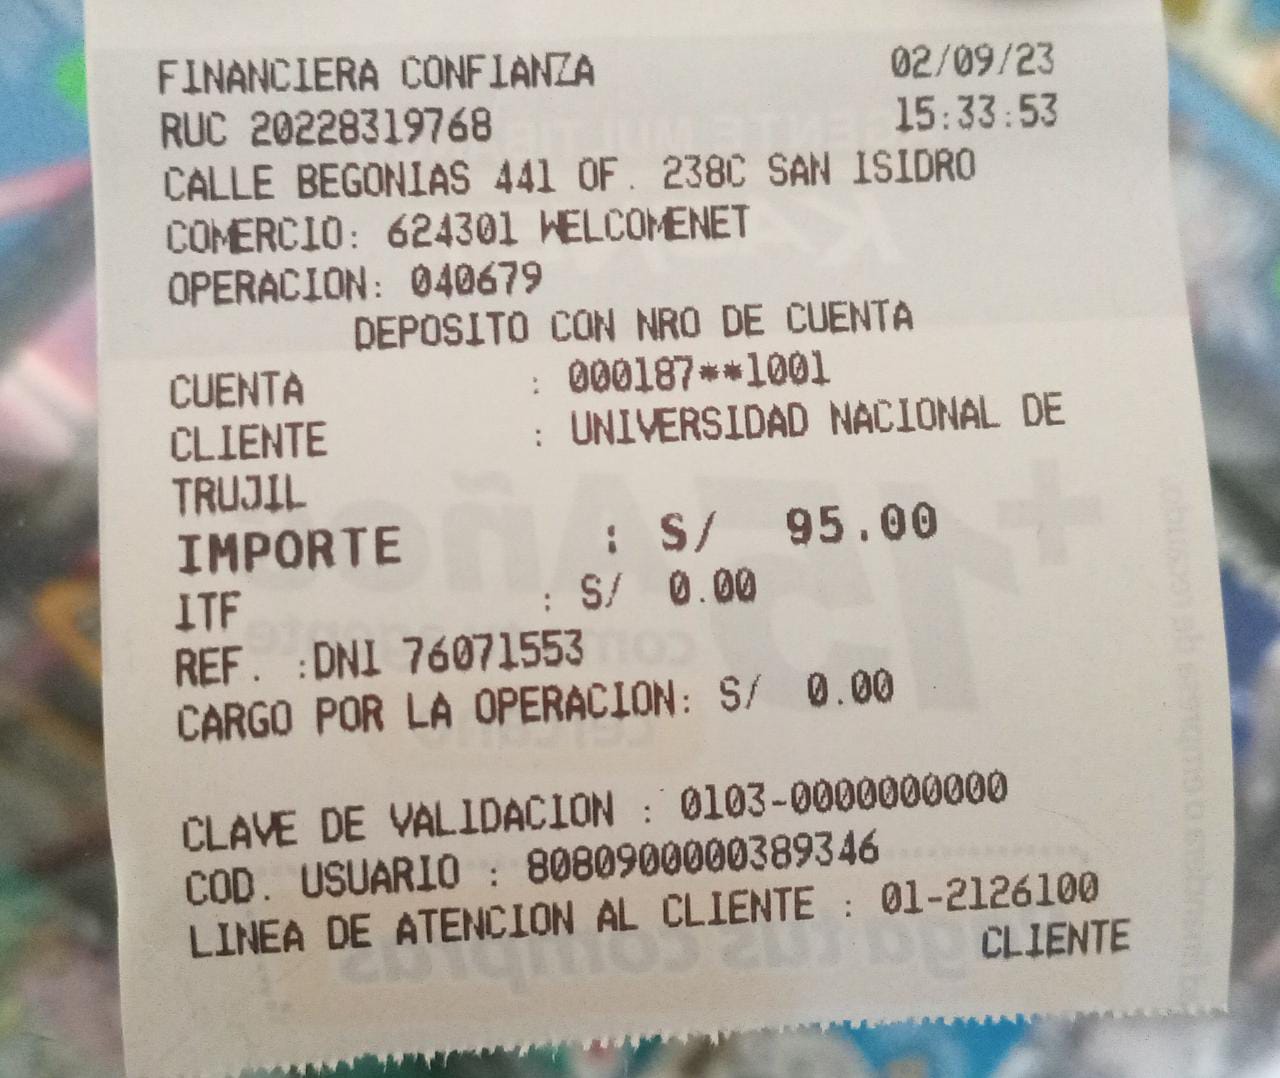 FINANCIERA CONFIANZA 02/09/23
RUC 20228319768 15:33:53
CALLE BEGONIAS 441 OF. 238C SAN ISIDRO
COMERCIO: 624301 WELCOMENET
OPERACION: 040679
DEPOSITO CON NRO DE CUENTA
CUENTA : 000187**1001
CLIENTE : UNIVERSIDAD NACIONAL DE
TRUJIL
IMPORTE : S/ 95.00
ITF : S/ 0.00
REF. :DNI 76071553
CARGO POR LA OPERACION: S/ 0.00
CLAVE DE VALIDACION : 0103-0000000000
COD. USUARIO : 8080900000389346
LINEA DE ATENCION AL CLIENTE : 01-2126100
CLIENTE